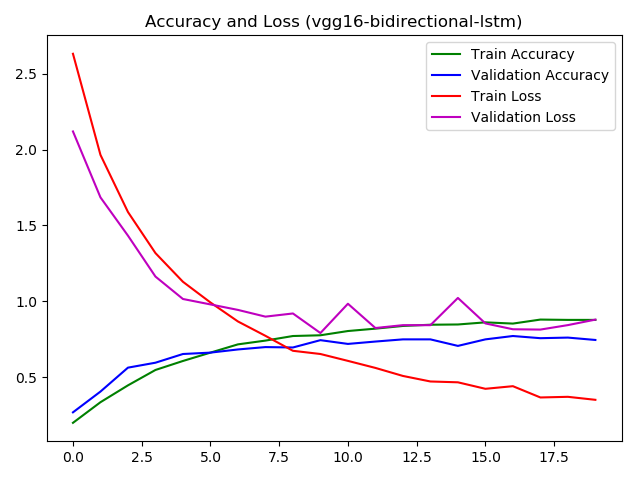 Accuracy and Loss (vgg16-bidirectional-lstm)
Train Accuracy
Validation Accuracy
Train Loss
Validation Loss
2.5
2.0
1.5
1.0
0.5
0.0 2.5 5.0 7.5 10.0 12.5 15.0 17.5